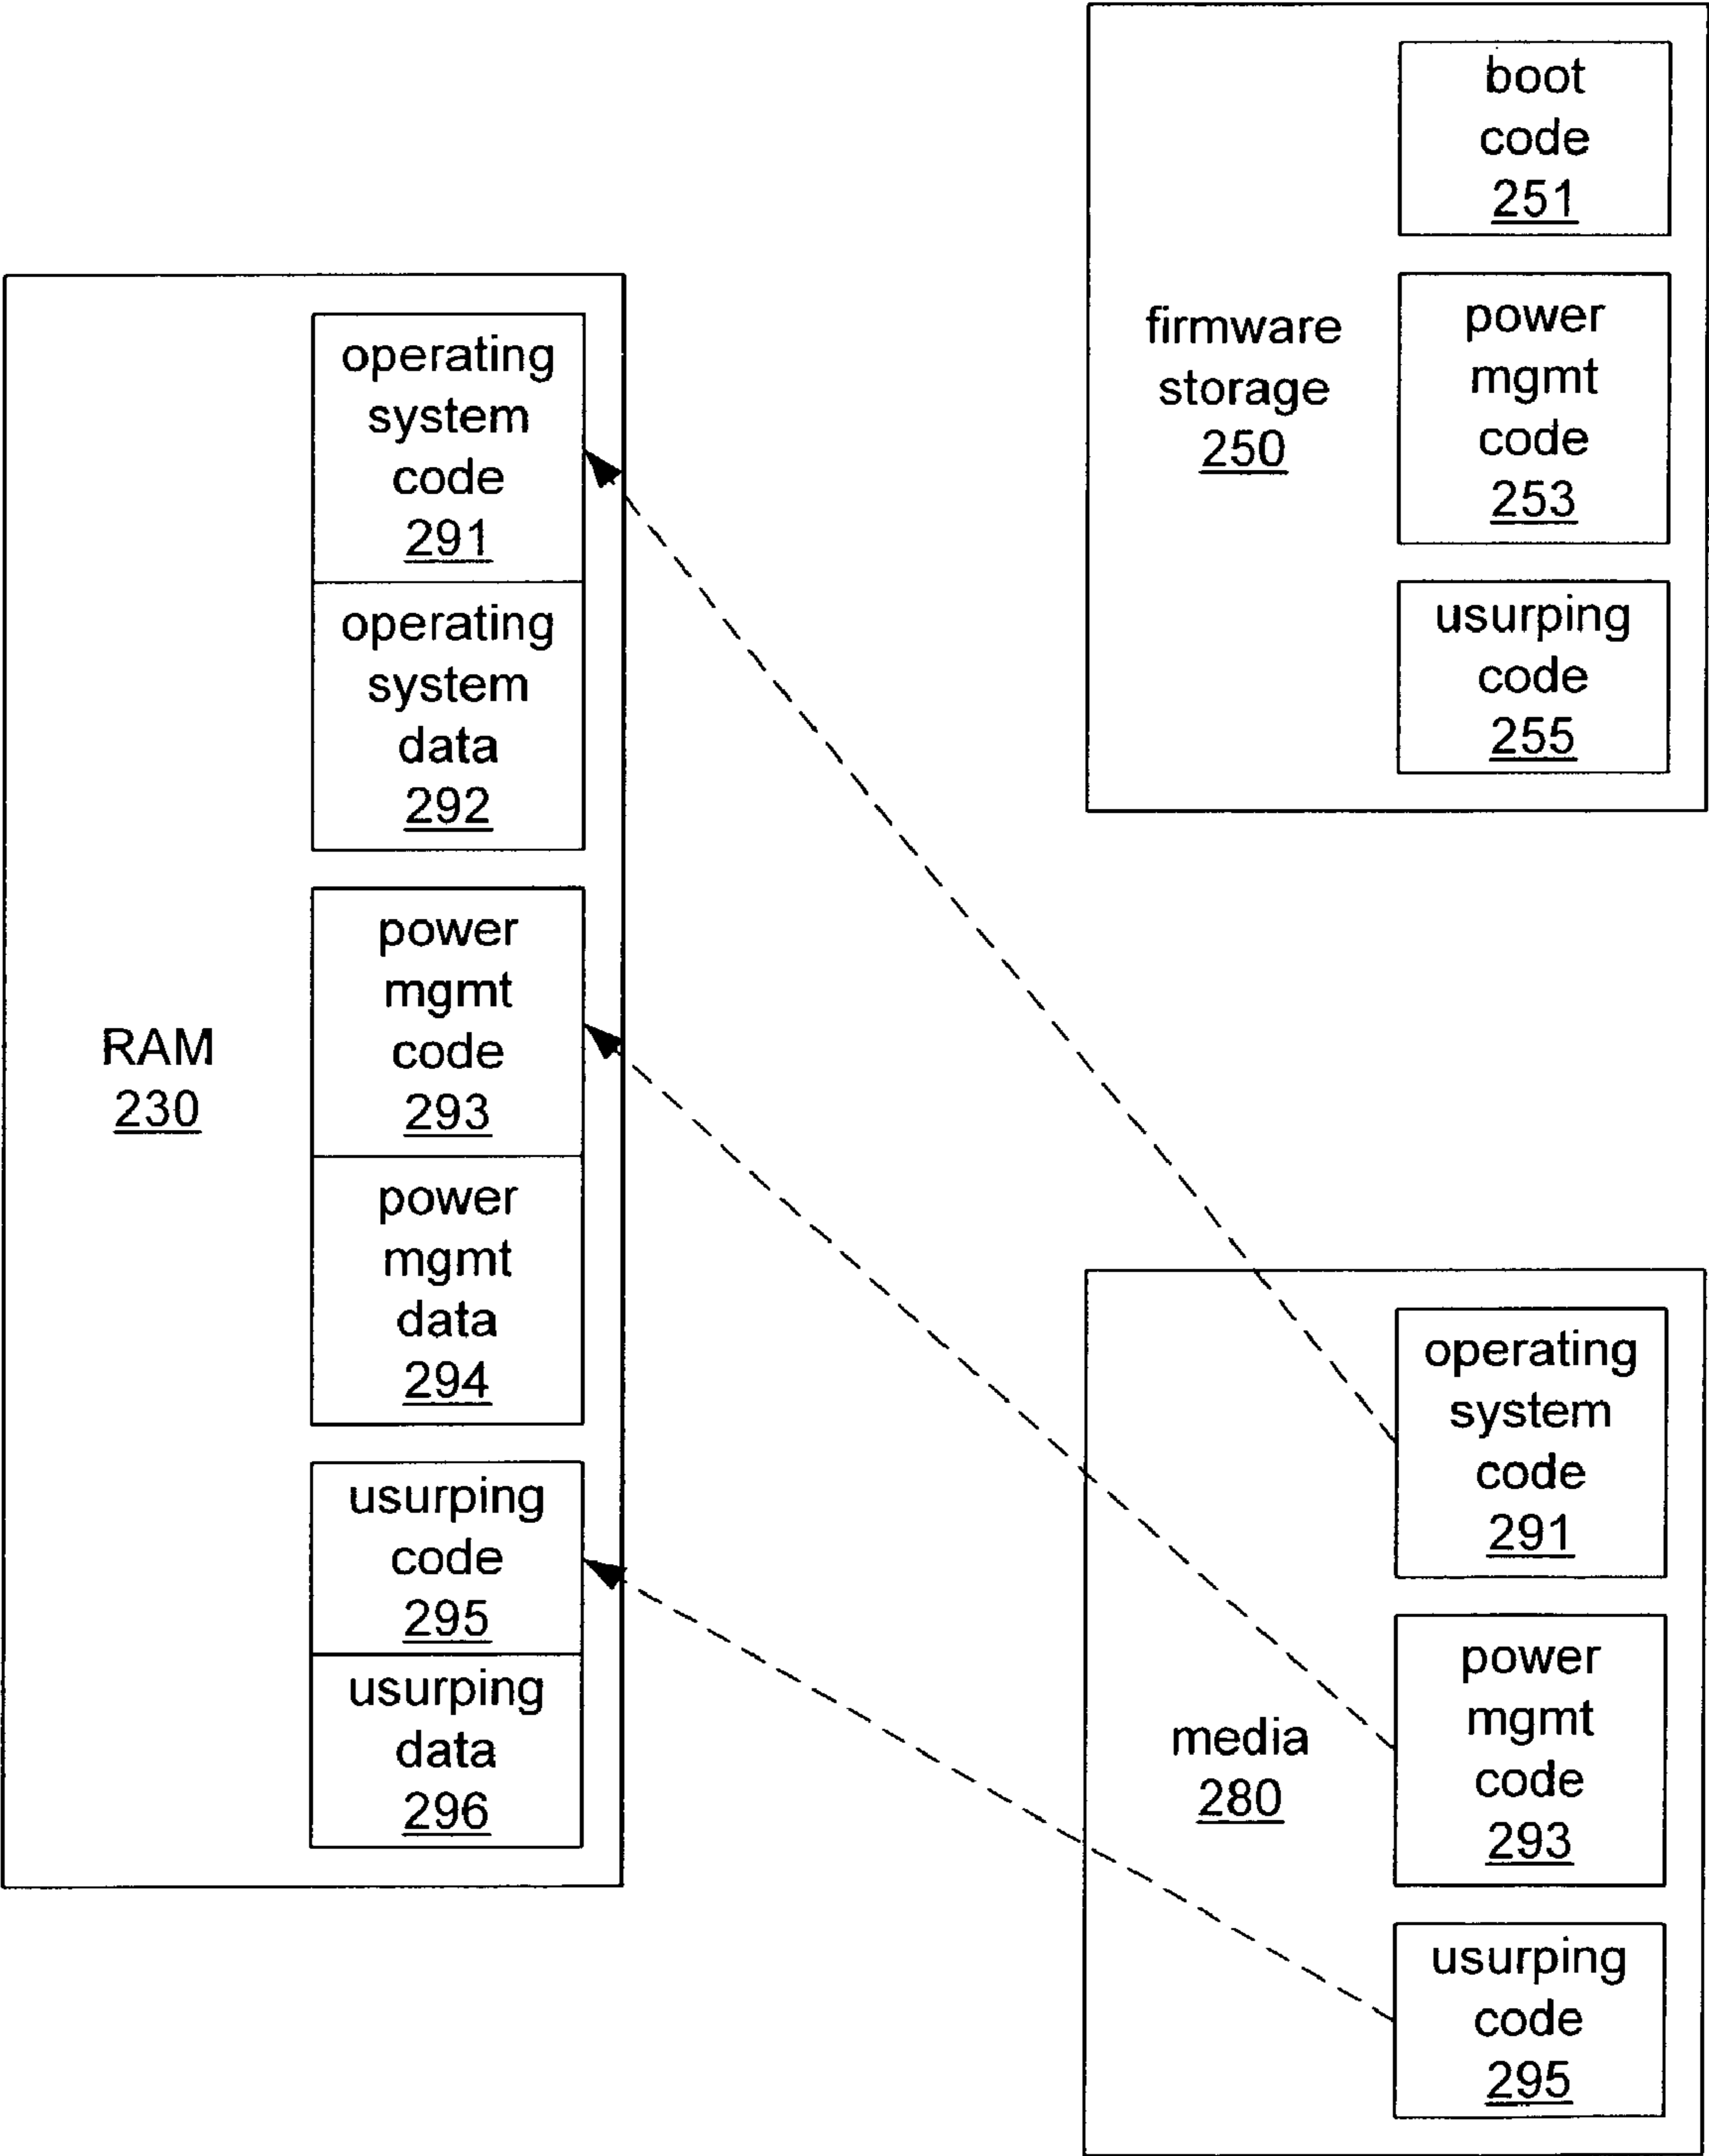 boot
code
251
firmware
storage
250
power
mgmt
code
253
usurping
code
255
RAM
230
operating
system
code
291
operating
system
data
292
power
mgmt
code
293
power
mgmt
data
294
usurping
code
295
usurping
data
296
media
280
operating
system
code
291
power
mgmt
code
293
usurping
code
295